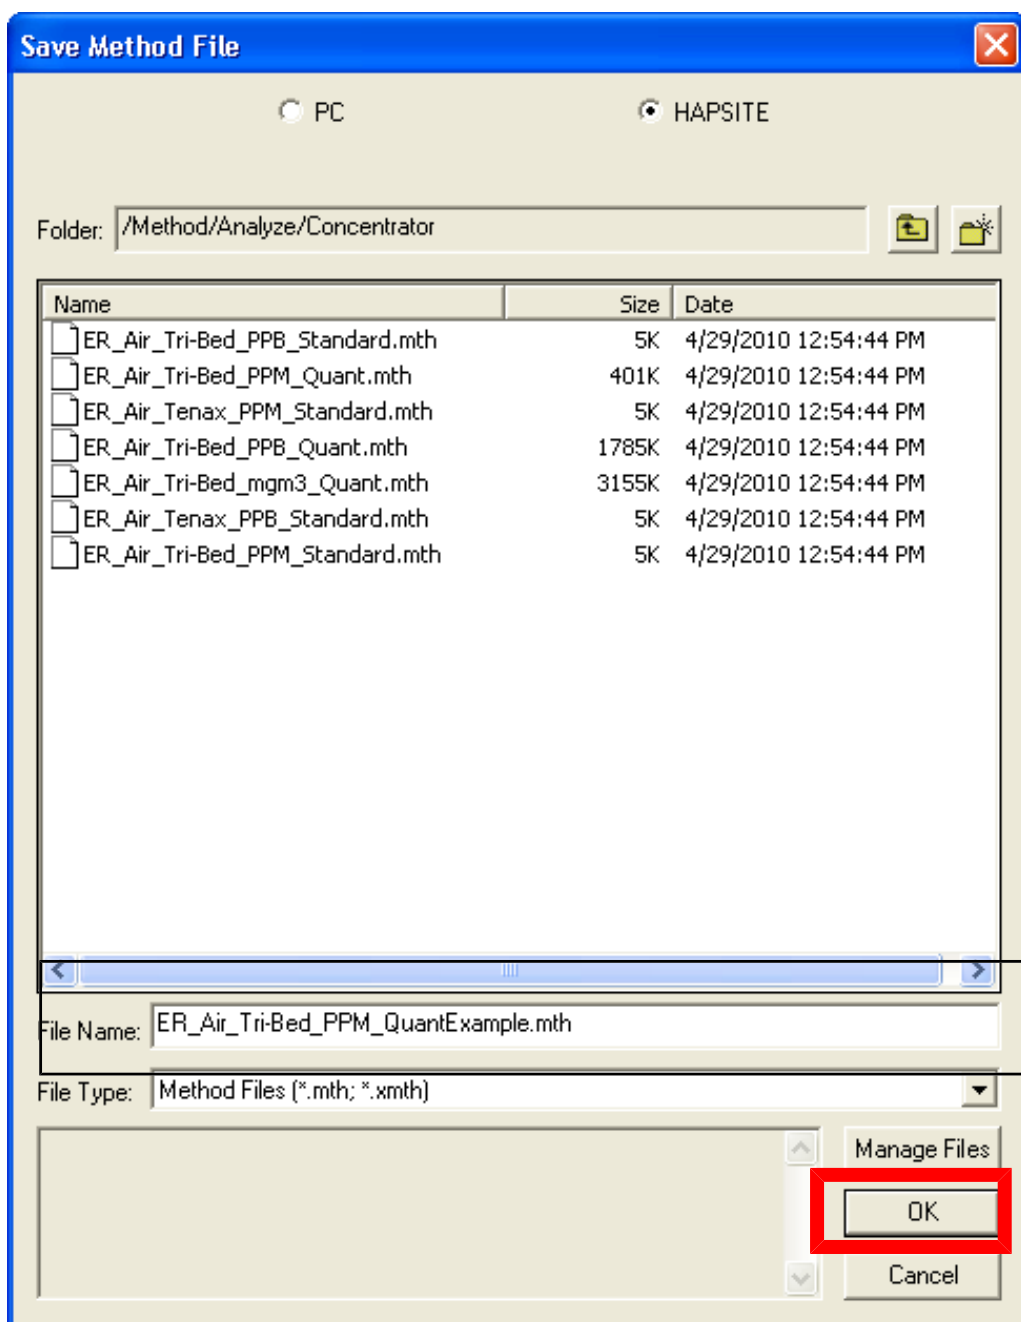 Save Method File
PC HAPSITE
Folder: /Method/Analyze/Concentrator
Name Size Date
ER_Air_Tri-Bed_PPB_Standard.mth 5K 4/29/2010 12:54:44 PM
ER_Air_Tri-Bed_PPM_Quant.mth 401K 4/29/2010 12:54:44 PM
ER_Air_Tenax_PPM_Standard.mth 5K 4/29/2010 12:54:44 PM
ER_Air_Tri-Bed_PPB_Quant.mth 1785K 4/29/2010 12:54:44 PM
ER_Air_Tri-Bed_mgm3_Quant.mth 3155K 4/29/2010 12:54:44 PM
ER_Air_Tenax_PPB_Standard.mth 5K 4/29/2010 12:54:44 PM
ER_Air_Tri-Bed_PPM_Standard.mth 5K 4/29/2010 12:54:44 PM
File Name: ER_Air_Tri-Bed_PPM_QuantExample.mth
File Type: Method Files (*.mth; *.xmth)
Manage Files
OK
Cancel